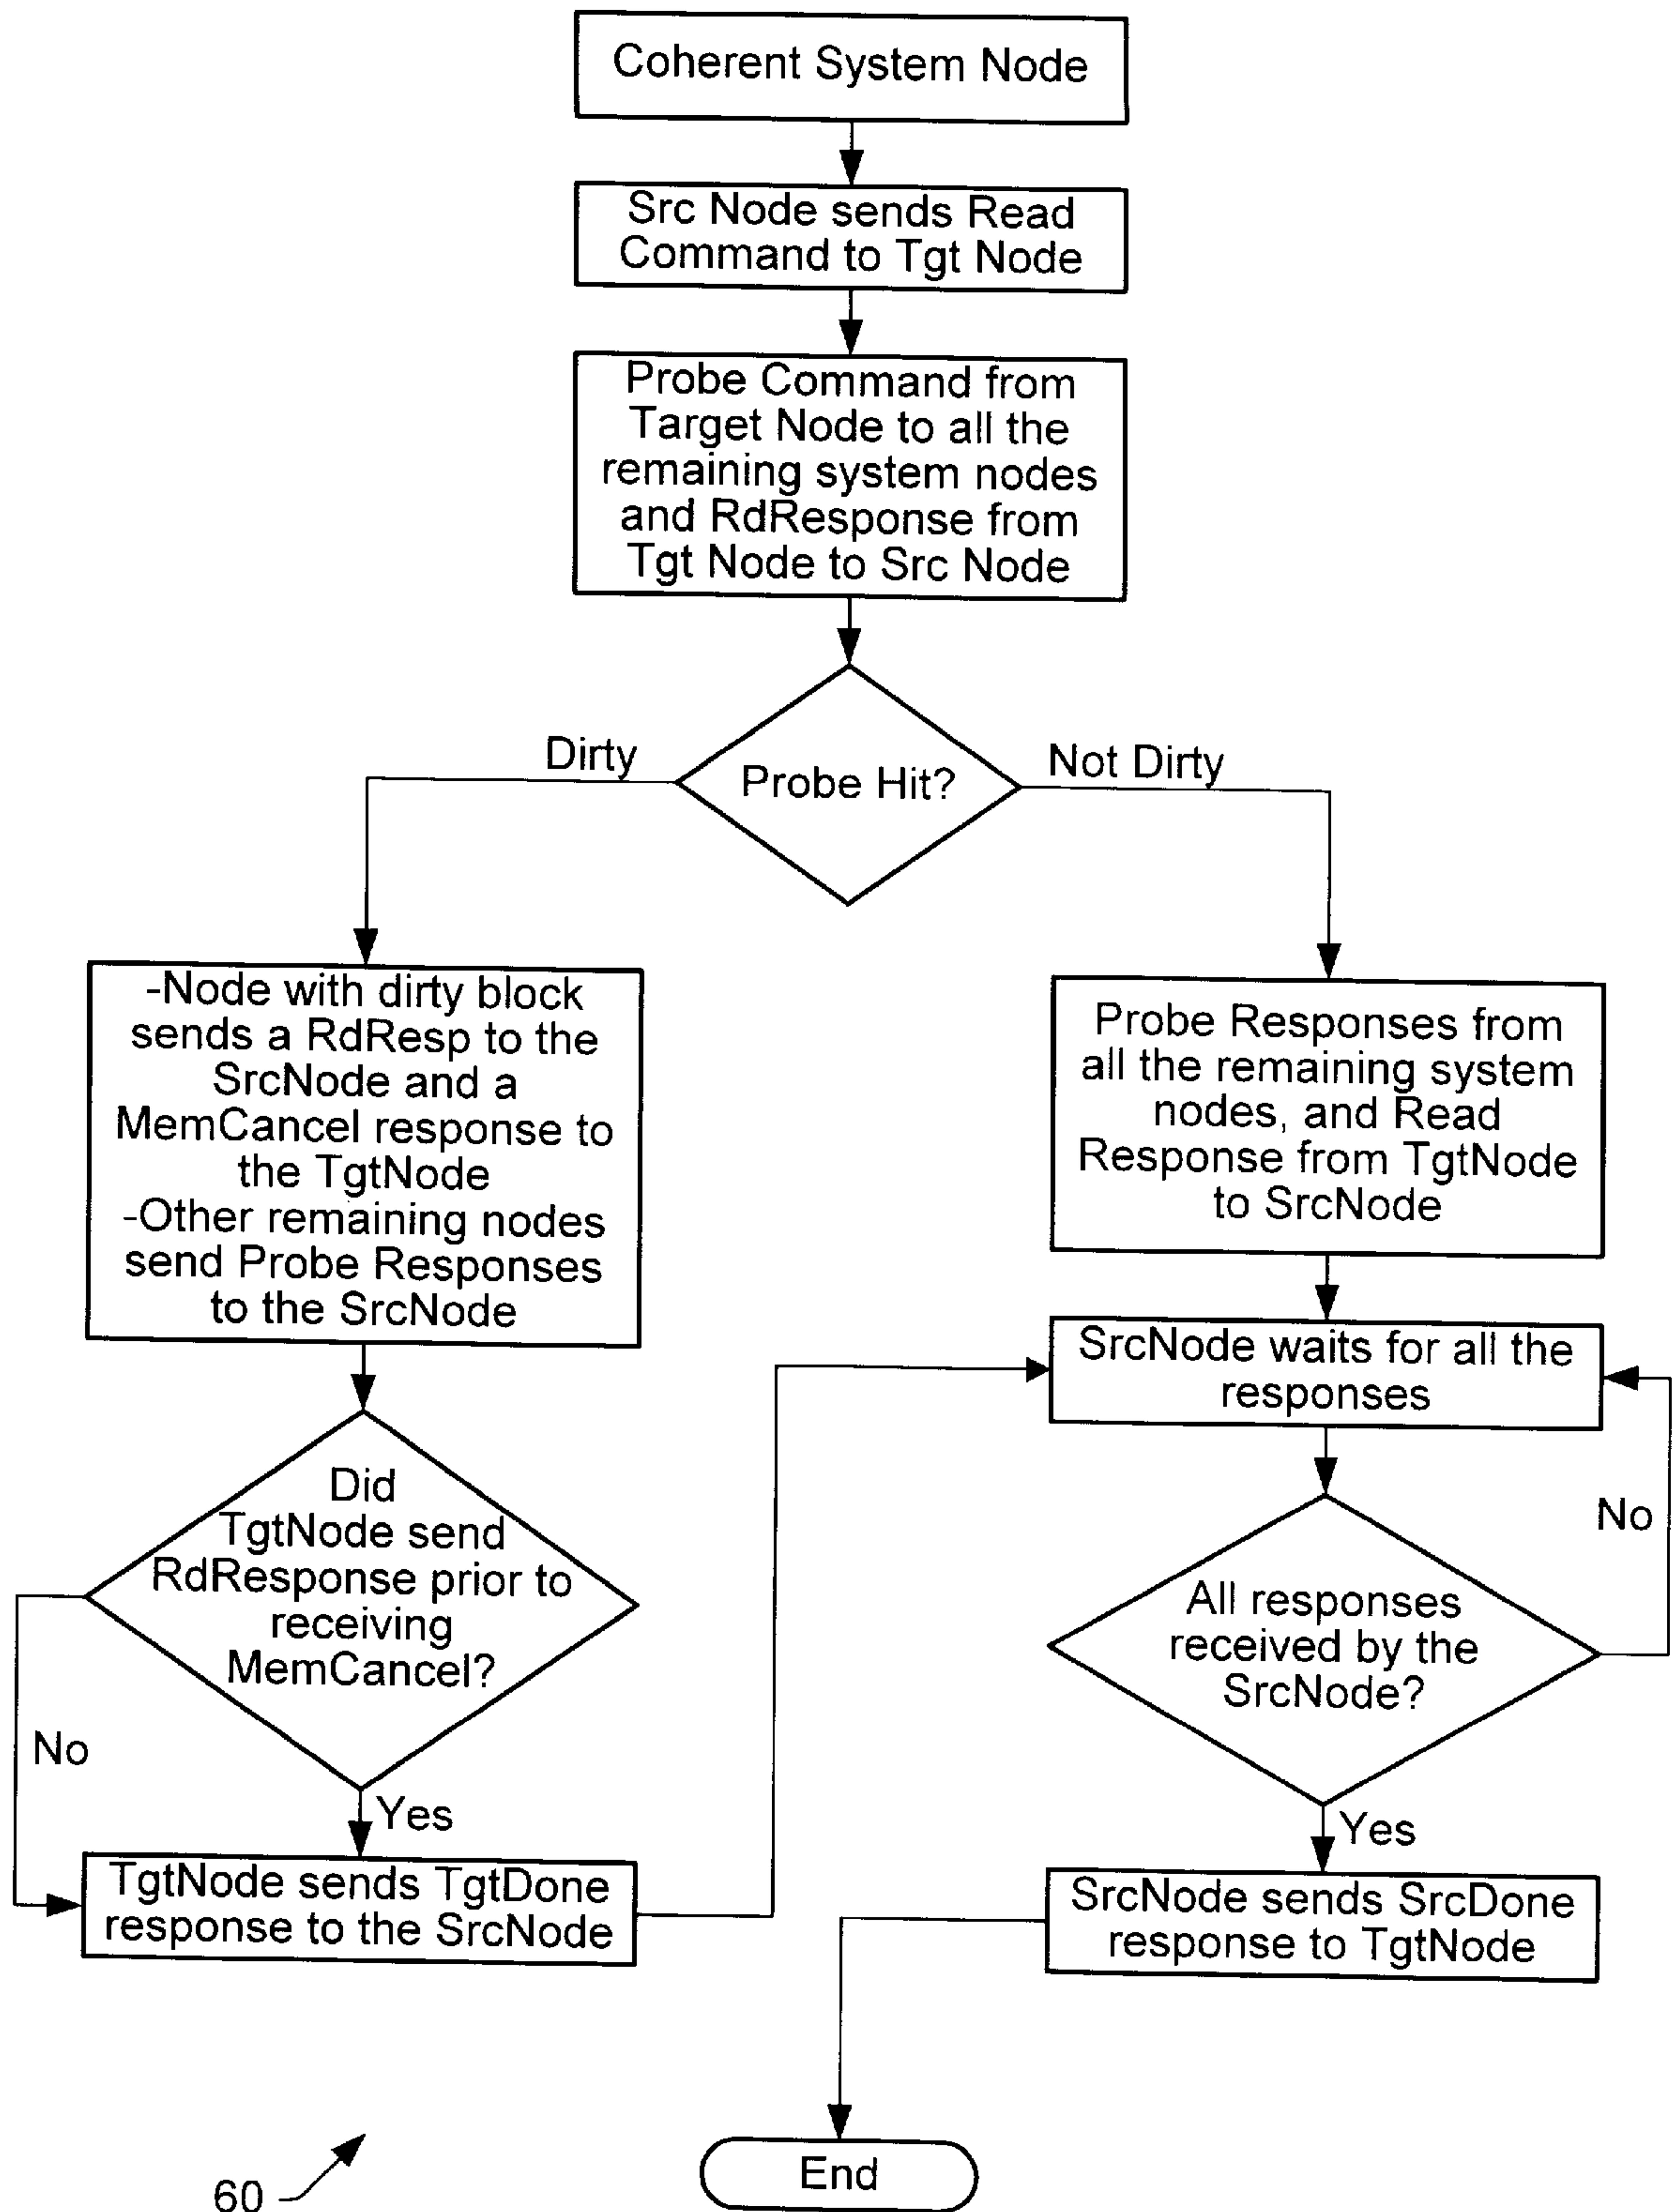 Coherent System Node
Src Node sends Read
Command to Tgt Node
Probe Command from
Target Node to all the
remaining system nodes
and RdResponse from
Tgt Node to Src Node
Probe Hit?
Dirty
Not Dirty
-Node with dirty block
sends a RdResp to the
SrcNode and a
MemCancel response to
the TgtNode
-Other remaining nodes
send Probe Responses
to the SrcNode
Probe Responses from
all the remaining system
nodes, and Read
Response from TgtNode
to SrcNode
SrcNode waits for all the
responses
Did
TgtNode send
RdResponse prior to
receiving
MemCancel?
No
Yes
All responses
received by the
SrcNode?
No
Yes
TgtNode sends TgtDone
response to the SrcNode
SrcNode sends SrcDone
response to TgtNode
End
60